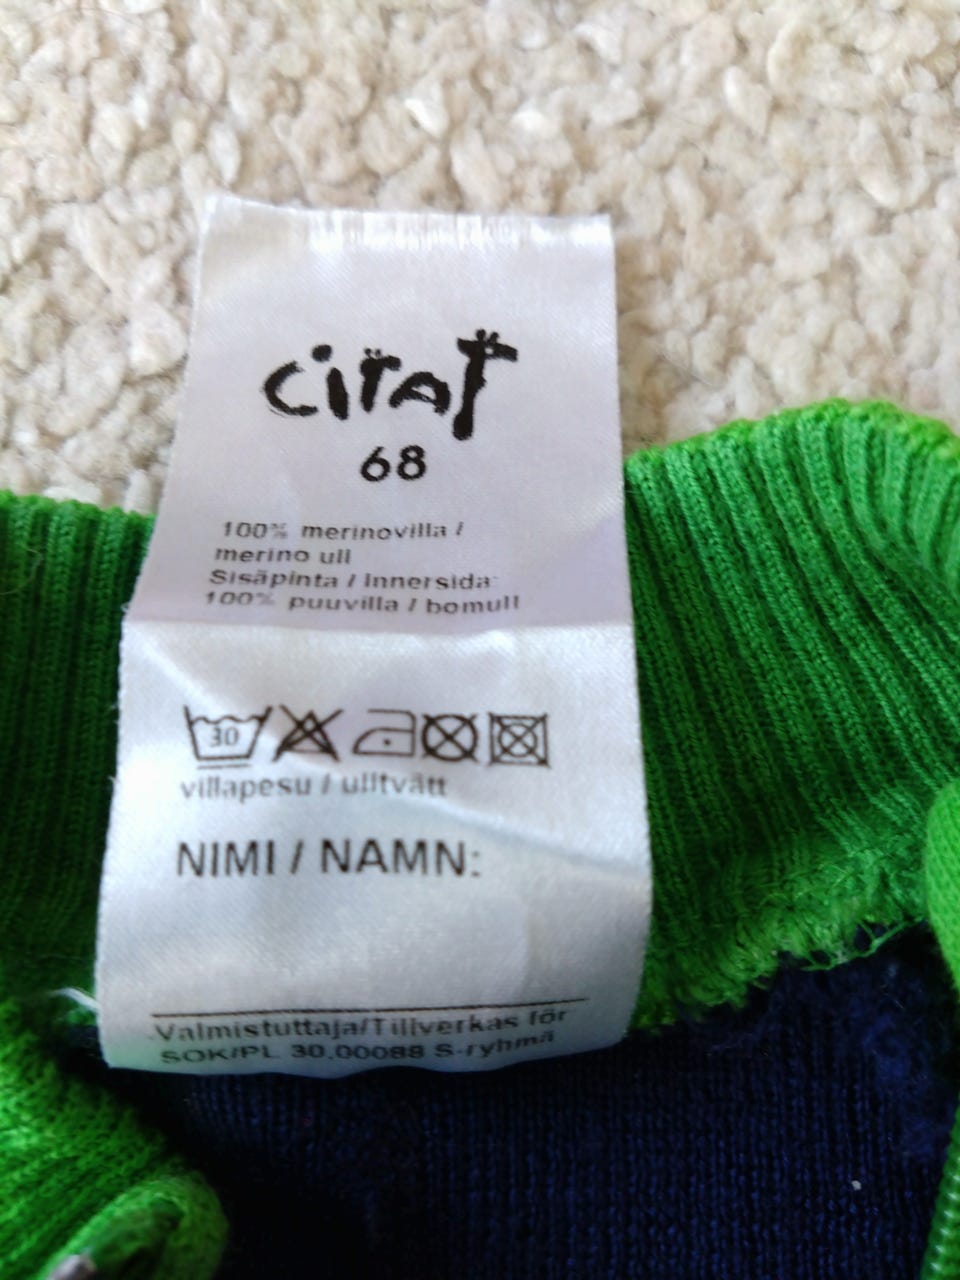 CiTAT
68
100% merinovilla /
merino ull
Sisäpinta / Innersida:
100% puuvilla / bomull
30
villapesu / ulltvätt
NIMI / NAMN:
Valmistuttaja/Tillverkas för
SOK/PL 30,00088 S-ryhmä